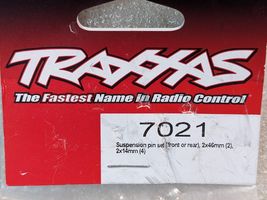 TRAXXAS
The Fastest Name in Radio Control
7021
Suspension pin set (front or rear), 2x46mm (2),
2x14mm (4)